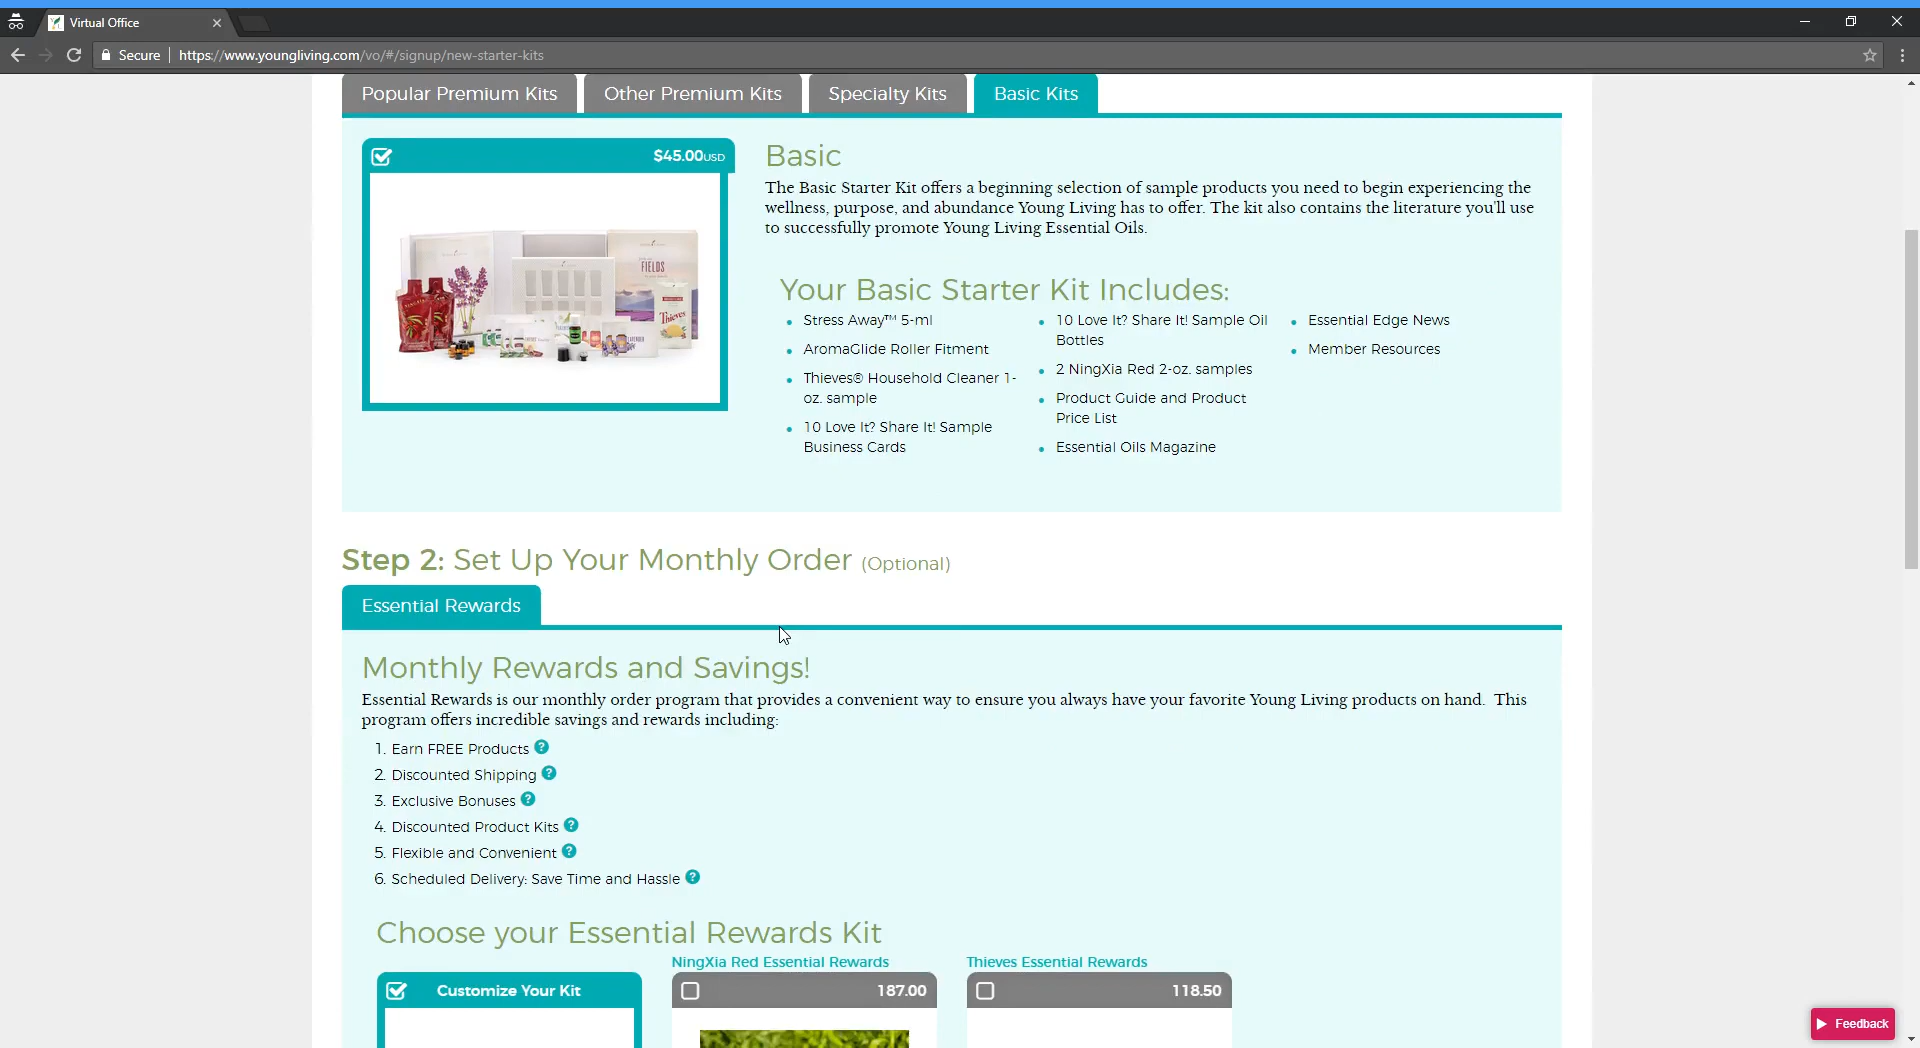 Virtual Office
Secure
https://www.youngliving.com/vo/#/signup/new-starter-kits
Popular Premium Kits
Other Premium Kits
Specialty Kits
Basic Kits
$45.00USD
Basic
The Basic Starter Kit offers a beginning selection of sample products you need to begin experiencing the
wellness, purpose, and abundance Young Living has to offer. The kit also contains the literature you'll use
to successfully promote Young Living Essential Oils.
FIELDS
Thieves
Your Basic Starter Kit Includes:
Stress Away™ 5-ml
AromaGlide Roller Fitment
Thieves® Household Cleaner 1-
oz. sample
10 Love It? Share It! Sample
Business Cards
10 Love It? Share It! Sample Oil
Bottles
2 NingXia Red 2-oz. samples
Product Guide and Product
Price List
Essential Oils Magazine
Essential Edge News
Member Resources
Step 2: Set Up Your Monthly Order (Optional)
Essential Rewards
Monthly Rewards and Savings!
Essential Rewards is our monthly order program that provides a convenient way to ensure you always have your favorite Young Living products on hand. This
program offers incredible savings and rewards including:
1. Earn FREE Products ?
2. Discounted Shipping ?
3. Exclusive Bonuses ?
4. Discounted Product Kits ?
5. Flexible and Convenient ?
6. Scheduled Delivery: Save Time and Hassle ?
Choose your Essential Rewards Kit
Customize Your Kit
NingXia Red Essential Rewards
187.00
Thieves Essential Rewards
118.50
Feedback